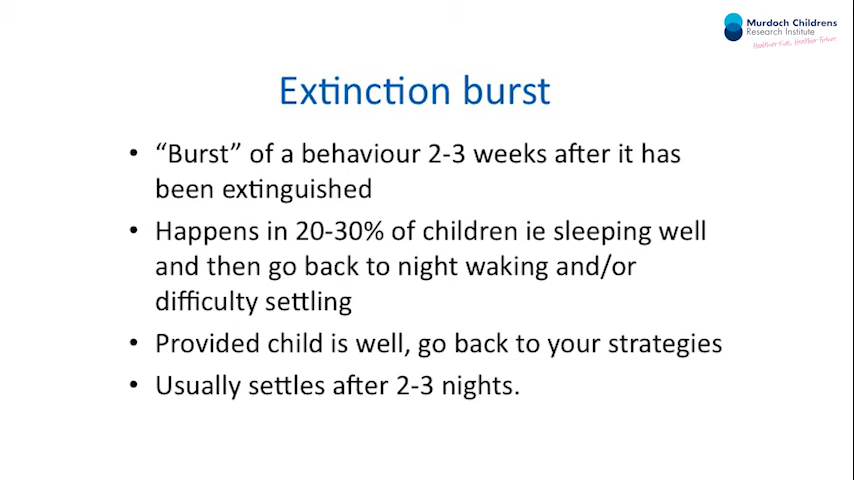 Murdoch Childrens
Research Institute
Healthier Kids. Healthier Future.
Extinction burst
• “Burst” of a behaviour 2-3 weeks after it has
been extinguished
• Happens in 20-30% of children ie sleeping well
and then go back to night waking and/or
difficulty settling
• Provided child is well, go back to your strategies
• Usually settles after 2-3 nights.